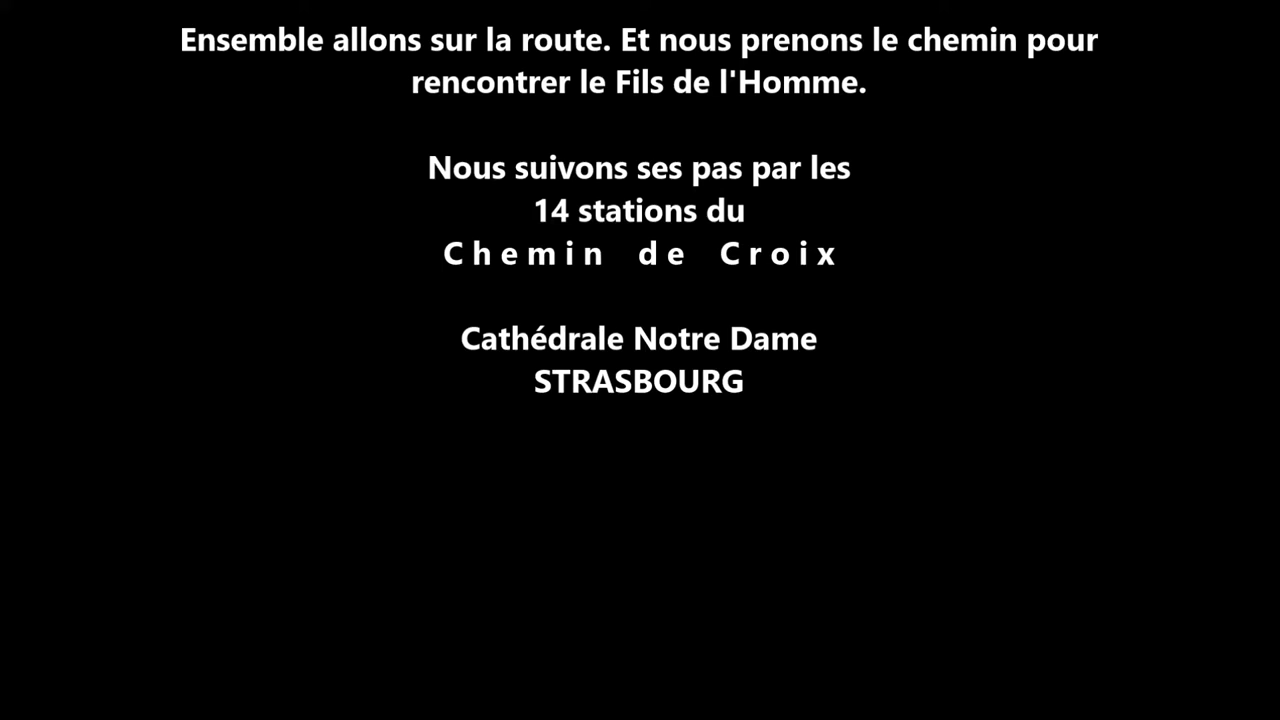 Ensemble allons sur la route. Et nous prenons le chemin pour
rencontrer le Fils de l'Homme.
Nous suivons ses pas par les
14 stations du
C h e m i n   d e   C r o i x
Cathédrale Notre Dame
STRASBOURG